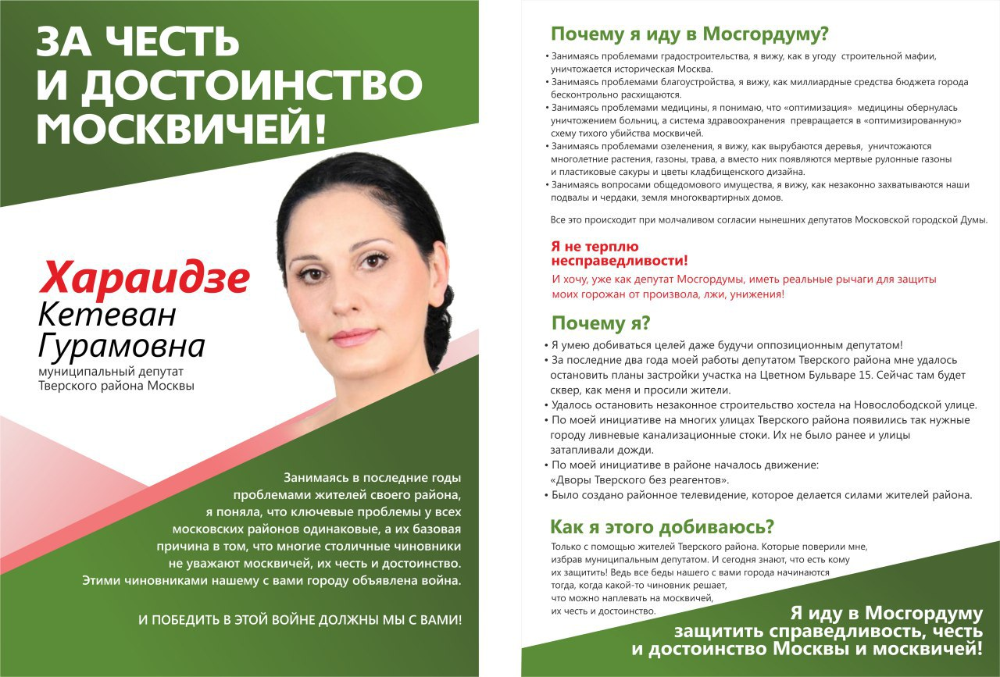 ЗА ЧЕСТЬ
И ДОСТОИНСТВО
МОСКВИЧЕЙ!
Хараидзе
Кетеван
Гурамовна
муниципальный депутат
Тверского района Москвы
Занимаясь в последние годы
проблемами жителей своего района,
я поняла, что ключевые проблемы у всех
московских районов одинаковые, а их базовая
причина в том, что многие столичные чиновники
не уважают москвичей, их честь и достоинство.
Этими чиновниками нашему с вами городу объявлена война.
И ПОБЕДИТЬ В ЭТОЙ ВОЙНЕ ДОЛЖНЫ МЫ С ВАМИ!
Почему я иду в Мосгордуму?
• Занимаясь проблемами градостроительства, я вижу, как в угоду строительной мафии,
уничтожается историческая Москва.
• Занимаясь проблемами благоустройства, я вижу, как миллиардные средства бюджета города
бесконтрольно расхищаются.
• Занимаясь проблемами медицины, я понимаю, что «оптимизация» медицины обернулась
уничтожением больниц, а система здравоохранения превращается в «оптимизированную»
схему тихого убийства москвичей.
• Занимаясь проблемами озеленения, я вижу, как вырубаются деревья, уничтожаются
многолетние растения, газоны, трава, а вместо них появляются мертвые рулонные газоны
и пластиковые сакуры и цветы кладбищенского дизайна.
• Занимаясь вопросами общедомового имущества, я вижу, как незаконно захватываются наши
подвалы и чердаки, земля многоквартирных домов.
Все это происходит при молчаливом согласии нынешних депутатов Московской городской Думы.
Я не терплю
несправедливости!
И хочу, уже как депутат Мосгордумы, иметь реальные рычаги для защиты
моих горожан от произвола, лжи, унижения!
Почему я?
• Я умею добиваться целей даже будучи оппозиционным депутатом!
• За последние два года моей работы депутатом Тверского района мне удалось
остановить планы застройки участка на Цветном Бульваре 15. Сейчас там будет
сквер, как меня и просили жители.
• Удалось остановить незаконное строительство хостела на Новослободской улице.
• По моей инициативе на многих улицах Тверского района появились так нужные
городу ливневые канализационные стоки. Их не было ранее и улицы
затапливали дожди.
• По моей инициативе в районе началось движение:
«Дворы Тверского без реагентов».
• Было создано районное телевидение, которое делается силами жителей района.
Как я этого добиваюсь?
Только с помощью жителей Тверского района. Которые поверили мне,
избрав муниципальным депутатом. И сегодня знают, что есть кому
их защитить! Ведь все беды нашего с вами города начинаются
тогда, когда какой-то чиновник решает,
что можно наплевать на москвичей,
их честь и достоинство.
Я иду в Мосгордуму
защитить справедливость, честь
и достоинство Москвы и москвичей!